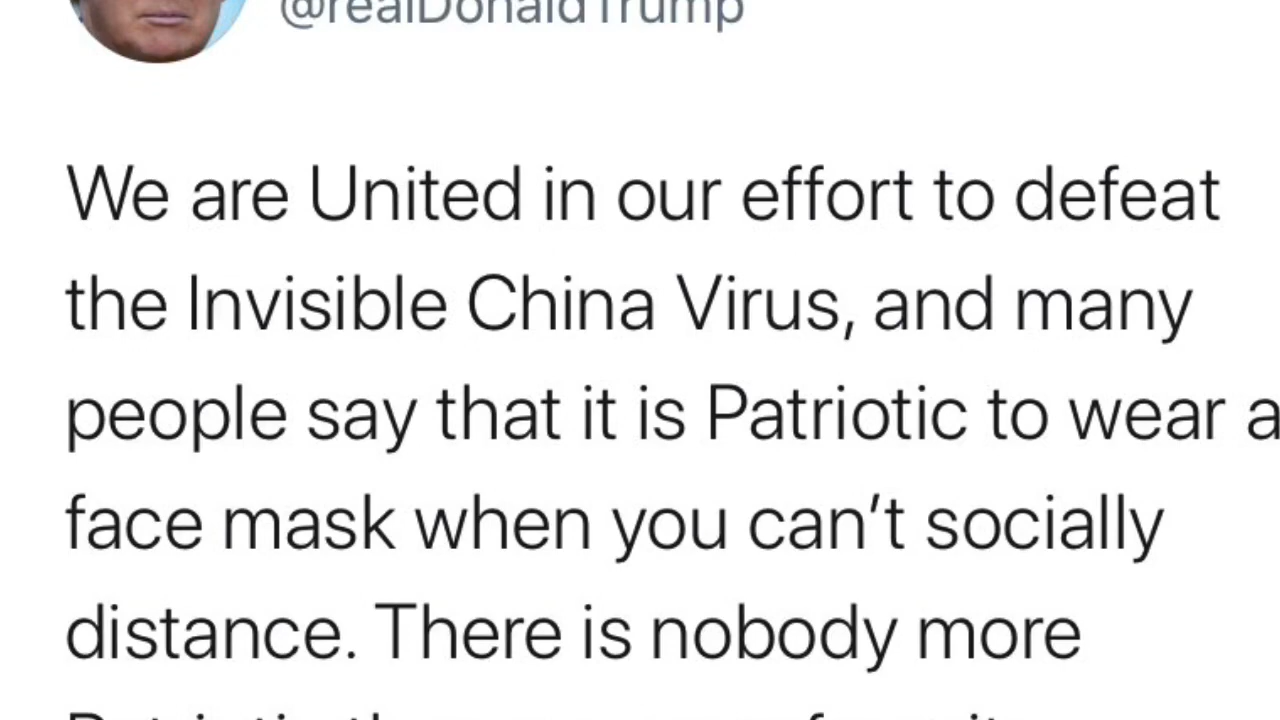 @realDonaldTrump
We are United in our effort to defeat
the Invisible China Virus, and many
people say that it is Patriotic to wear a
face mask when you can’t socially
distance. There is nobody more